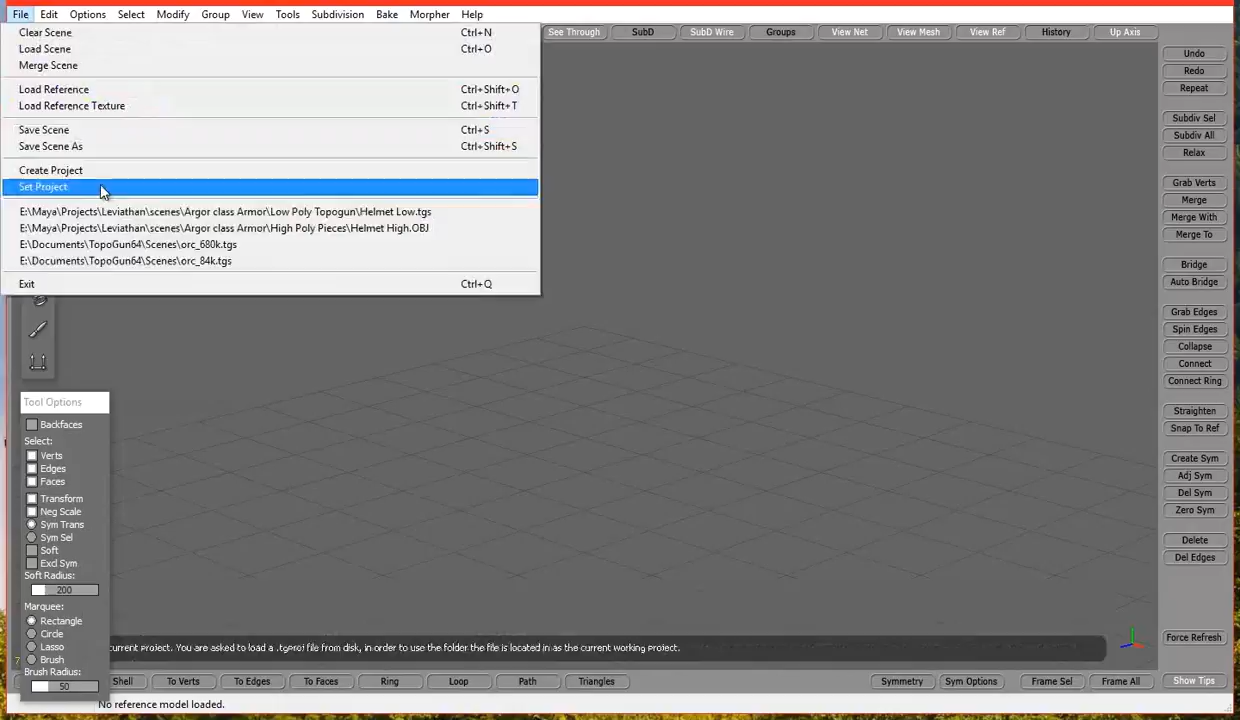 File Edit Options Select Modify Group View Tools Subdivision Bake Morpher Help
Clear Scene Ctrl+N
Load Scene Ctrl+O
Merge Scene
Load Reference Ctrl+Shift+O
Load Reference Texture Ctrl+Shift+T
Save Scene Ctrl+S
Save Scene As Ctrl+Shift+S
Create Project
Set Project
E:\Maya\Projects\Leviathan\scenes\Argor class Armor\Low Poly Topogun\Helmet Low.tgs
E:\Maya\Projects\Leviathan\scenes\Argor class Armor\High Poly Pieces\Helmet High.OBJ
E:\Documents\TopoGun64\Scenes\orc_680k.tgs
E:\Documents\TopoGun64\Scenes\orc_84k.tgs
Exit Ctrl+Q
See Through SubD SubD Wire Groups View Net View Mesh View Ref History Up Axis
Undo
Redo
Repeat
Subdiv Sel
Subdiv All
Relax
Grab Verts
Merge
Merge With
Merge To
Bridge
Auto Bridge
Grab Edges
Spin Edges
Collapse
Connect
Connect Ring
Straighten
Snap To Ref
Create Sym
Adj Sym
Del Sym
Zero Sym
Delete
Del Edges
Force Refresh
Show Tips
Tool Options
Backfaces
Select:
Verts
Edges
Faces
Transform
Neg Scale
Sym Trans
Sym Sel
Soft
Excl Sym
Soft Radius:
200
Marquee:
Rectangle
Circle
Lasso
Brush
Brush Radius:
50
current project. You are asked to load a .tgproj file from disk, in order to use the folder the file is located in as the current working project.
Shell To Verts To Edges To Faces Ring Loop Path Triangles Symmetry Sym Options Frame Sel Frame All
No reference model loaded.